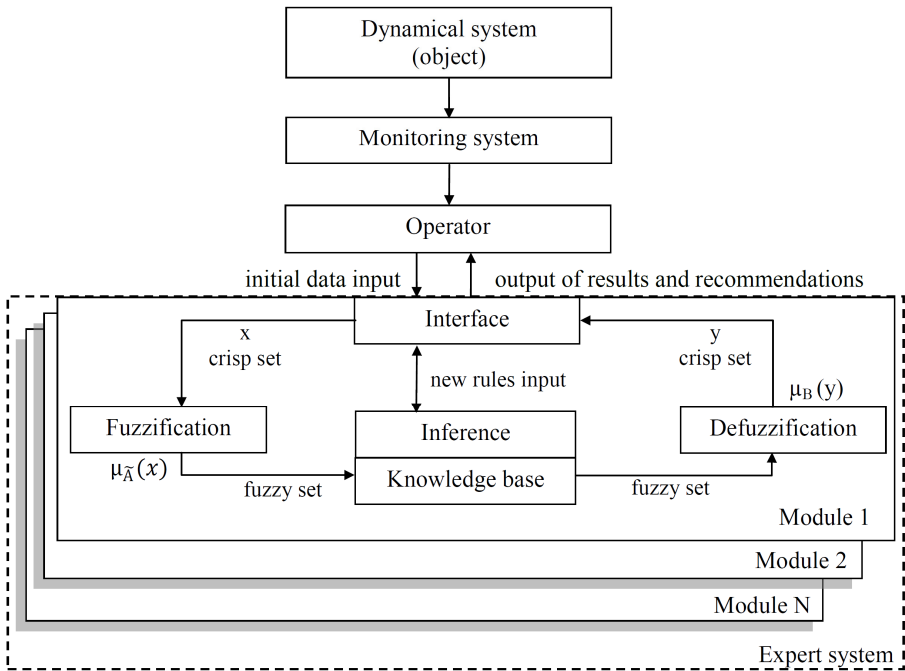 Dynamical system
(object)
Monitoring system
Operator
initial data input
output of results and recommendations
Interface
x
crisp set
y
crisp set
new rules input
μB (y)
Fuzzification
Inference
Defuzzification
μÃ(x)
fuzzy set
Knowledge base
fuzzy set
Module 1
Module 2
Module N
Expert system